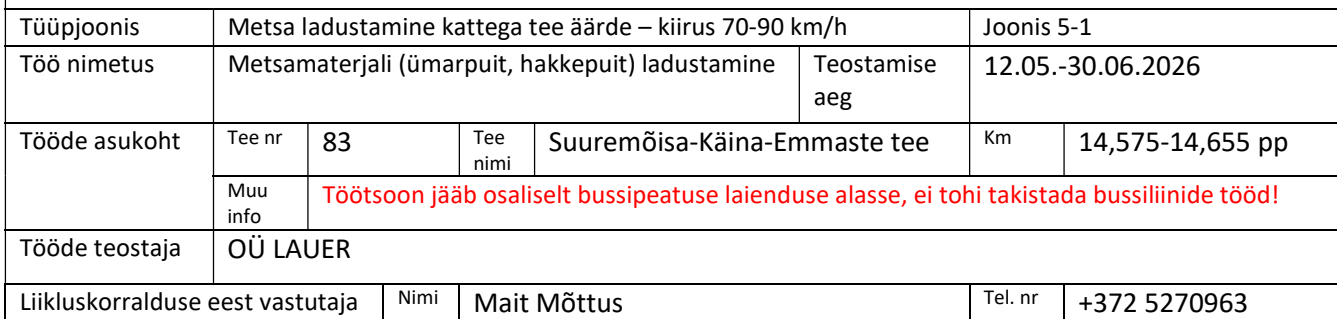 Tüüpjoonis Metsa ladustamine kattega tee äärde – kiirus 70-90 km/h Joonis 5-1
Töö nimetus Metsamaterjali (ümarpuit, hakkepuit) ladustamine Teostamise aeg 12.05.-30.06.2026
Tööde asukoht Tee nr 83 Tee nimi Suuremõisa-Käina-Emmaste tee Km 14,575-14,655 pp
Muu info Töötsoon jääb osaliselt bussipeatuse laienduse alasse, ei tohi takistada bussiliinide tööd!
Tööde teostaja OÜ LAUER
Liikluskorralduse eest vastutaja Nimi Mait Mõttus Tel. nr +372 5270963